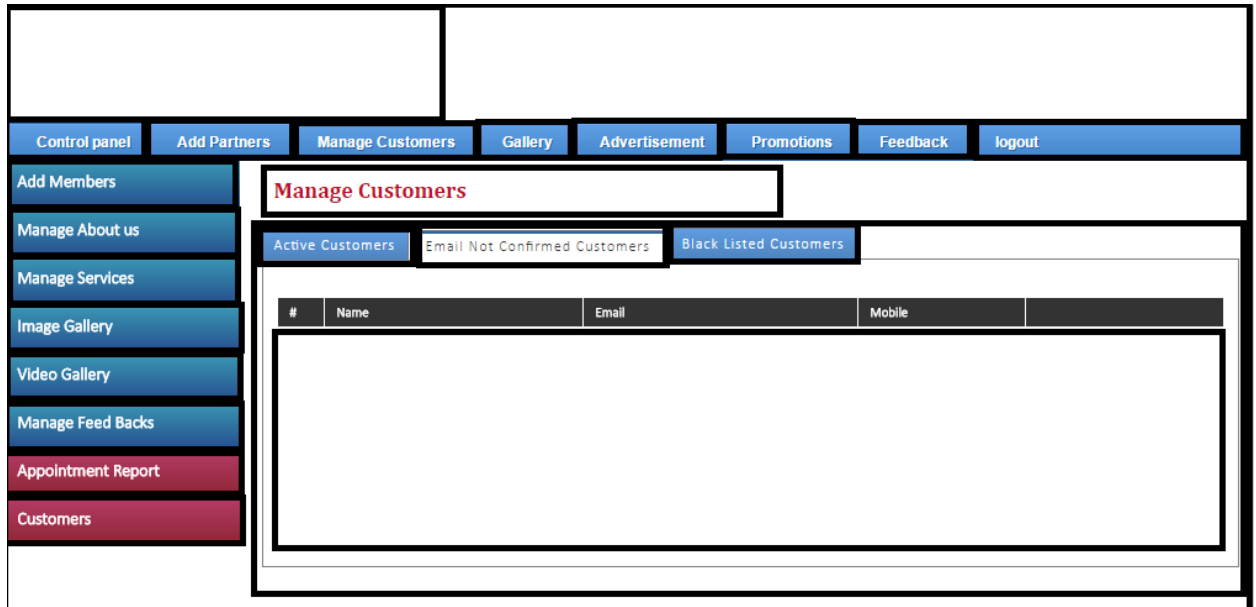 Control panel Add Partners Manage Customers Gallery Advertisement Promotions Feedback logout
Add Members
Manage About us
Manage Services
Image Gallery
Video Gallery
Manage Feed Backs
Appointment Report
Customers
Manage Customers
Active Customers Email Not Confirmed Customers Black Listed Customers
# Name Email Mobile